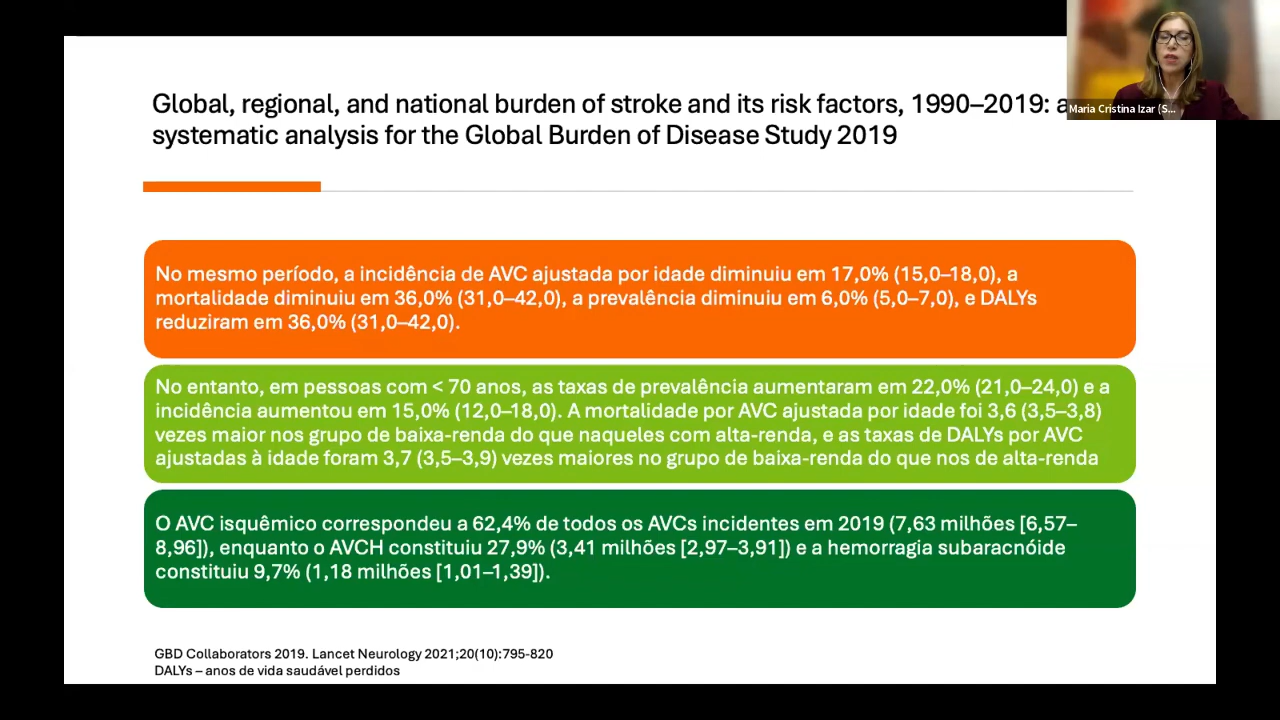 Global, regional, and national burden of stroke and its risk factors, 1990–2019: a
systematic analysis for the Global Burden of Disease Study 2019
Maria Cristina Izar (S...
No mesmo período, a incidência de AVC ajustada por idade diminuiu em 17,0% (15,0–18,0), a
mortalidade diminuiu em 36,0% (31,0–42,0), a prevalência diminuiu em 6,0% (5,0–7,0), e DALYs
reduziram em 36,0% (31,0–42,0).
No entanto, em pessoas com < 70 anos, as taxas de prevalência aumentaram em 22,0% (21,0–24,0) e a
incidência aumentou em 15,0% (12,0–18,0). A mortalidade por AVC ajustada por idade foi 3,6 (3,5–3,8)
vezes maior nos grupo de baixa-renda do que naqueles com alta-renda, e as taxas de DALYs por AVC
ajustadas à idade foram 3,7 (3,5–3,9) vezes maiores no grupo de baixa-renda do que nos de alta-renda
O AVC isquêmico correspondeu a 62,4% de todos os AVCs incidentes em 2019 (7,63 milhões [6,57–
8,96]), enquanto o AVCH constituiu 27,9% (3,41 milhões [2,97–3,91]) e a hemorragia subaracnóide
constituiu 9,7% (1,18 milhões [1,01–1,39]).
GBD Collaborators 2019. Lancet Neurology 2021;20(10):795-820
DALYs – anos de vida saudável perdidos